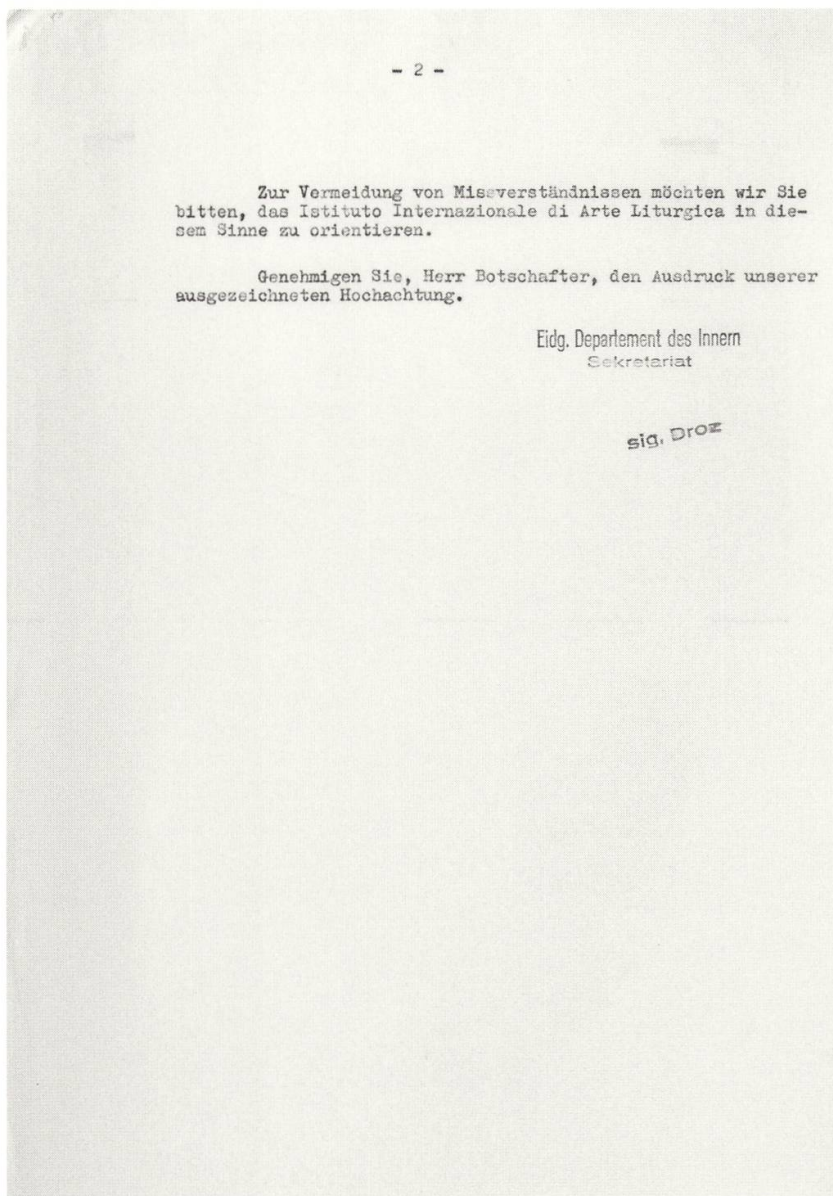 - 2 -
Zur Vermeidung von Missverständnissen möchten wir Sie
bitten, das Istituto Internazionale di Arte Liturgica in die-
sem Sinne zu orientieren.
Genehmigen Sie, Herr Botschafter, den Ausdruck unserer
ausgezeichneten Hochachtung.
Eidg. Departement des Innern
Sekretariat
sig. Droz